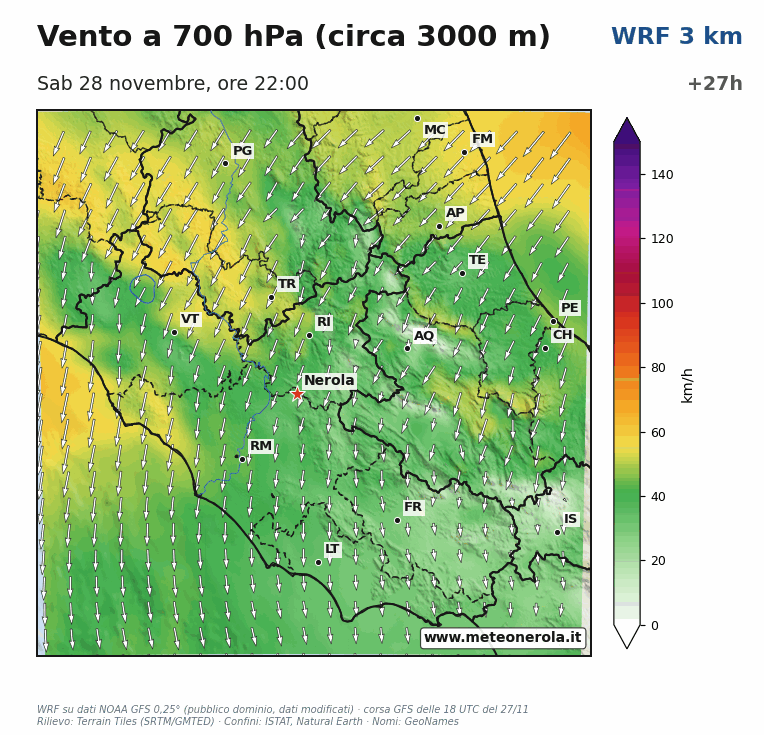 Vento a 700 hPa (circa 3000 m)
WRF 3 km
Sab 28 novembre, ore 22:00
+27h
MC
FM
PG
AP
TE
TR
PE
VT
RI
AQ
CH
Nerola
RM
FR
IS
LT
www.meteonerola.it
140
120
100
80
60
40
20
0
km/h
WRF su dati NOAA GFS 0,25° (pubblico dominio, dati modificati) · corsa GFS delle 18 UTC del 27/11
Rilievo: Terrain Tiles (SRTM/GMTED) · Confini: ISTAT, Natural Earth · Nomi: GeoNames